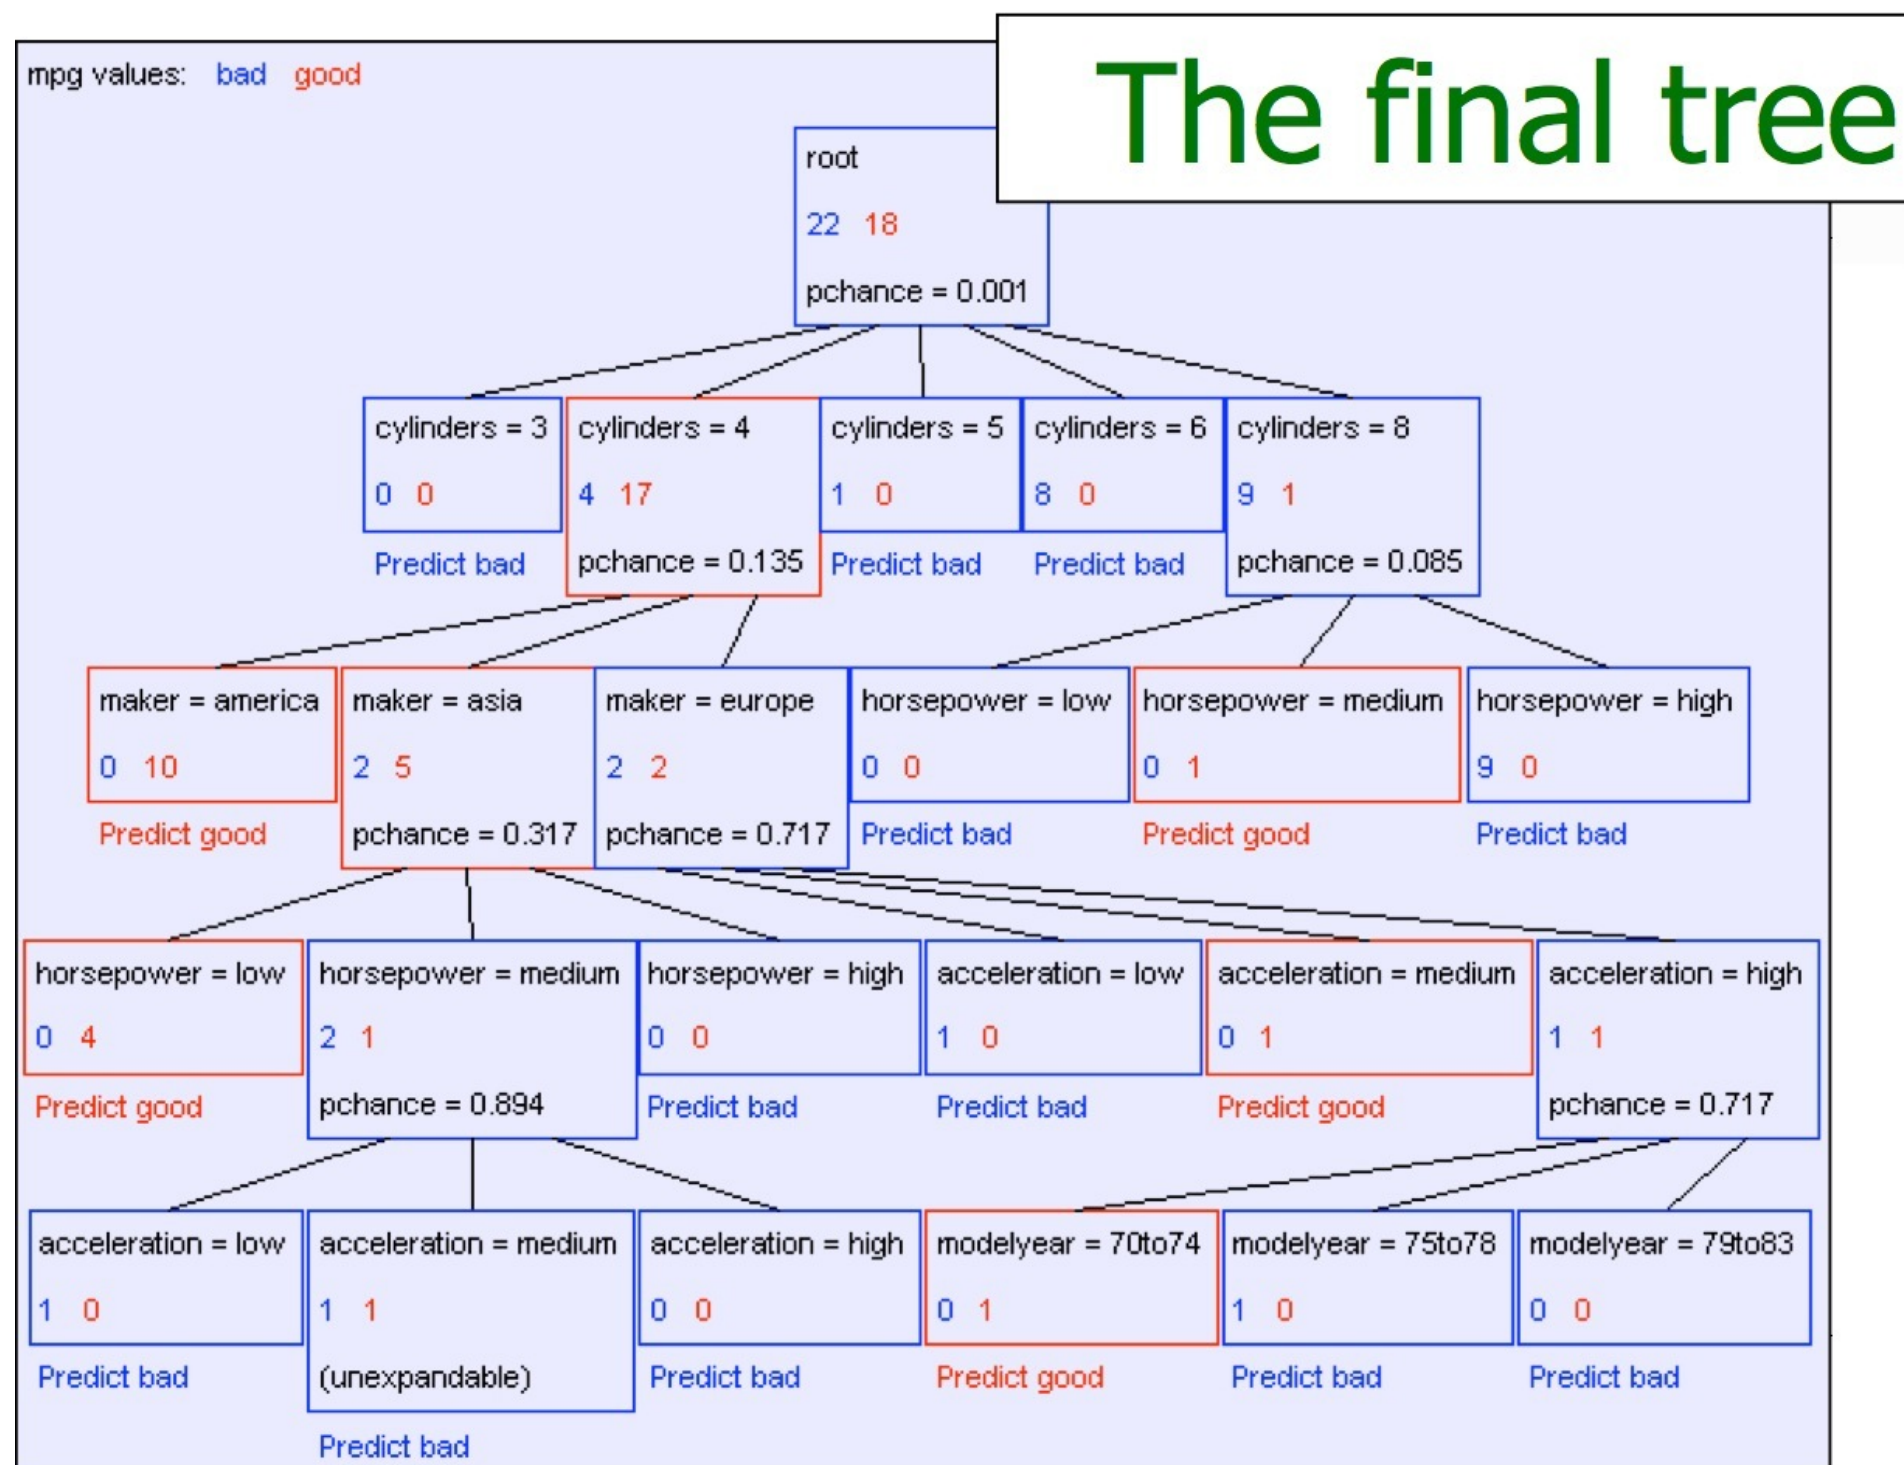 The final tree
mpg values: bad good
root
22 18
pchance = 0.001
cylinders = 3
0 0
Predict bad
cylinders = 4
4 17
pchance = 0.135
cylinders = 5
1 0
Predict bad
cylinders = 6
8 0
Predict bad
cylinders = 8
9 1
pchance = 0.085
maker = america
0 10
Predict good
maker = asia
2 5
pchance = 0.317
maker = europe
2 2
pchance = 0.717
horsepower = low
0 0
Predict bad
horsepower = medium
0 1
Predict good
horsepower = high
9 0
Predict bad
horsepower = low
0 4
Predict good
horsepower = medium
2 1
pchance = 0.894
horsepower = high
0 0
Predict bad
acceleration = low
1 0
Predict bad
acceleration = medium
0 1
Predict good
acceleration = high
1 1
pchance = 0.717
acceleration = low
1 0
Predict bad
acceleration = medium
1 1
(unexpandable)
Predict bad
acceleration = high
0 0
Predict bad
modelyear = 70to74
0 1
Predict good
modelyear = 75to78
1 0
Predict bad
modelyear = 79to83
0 0
Predict bad